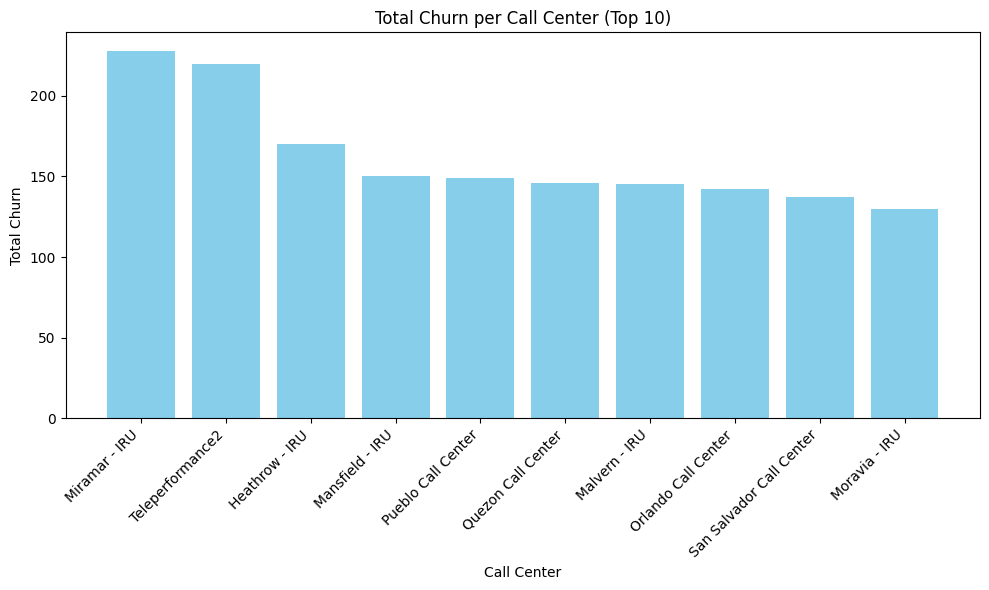 Total Churn per Call Center (Top 10)
Total Churn
200
150
100
50
0
Miramar - IRU
Teleperformance2
Heathrow - IRU
Mansfield - IRU
Pueblo Call Center
Quezon Call Center
Malvern - IRU
Orlando Call Center
San Salvador Call Center
Moravia - IRU
Call Center